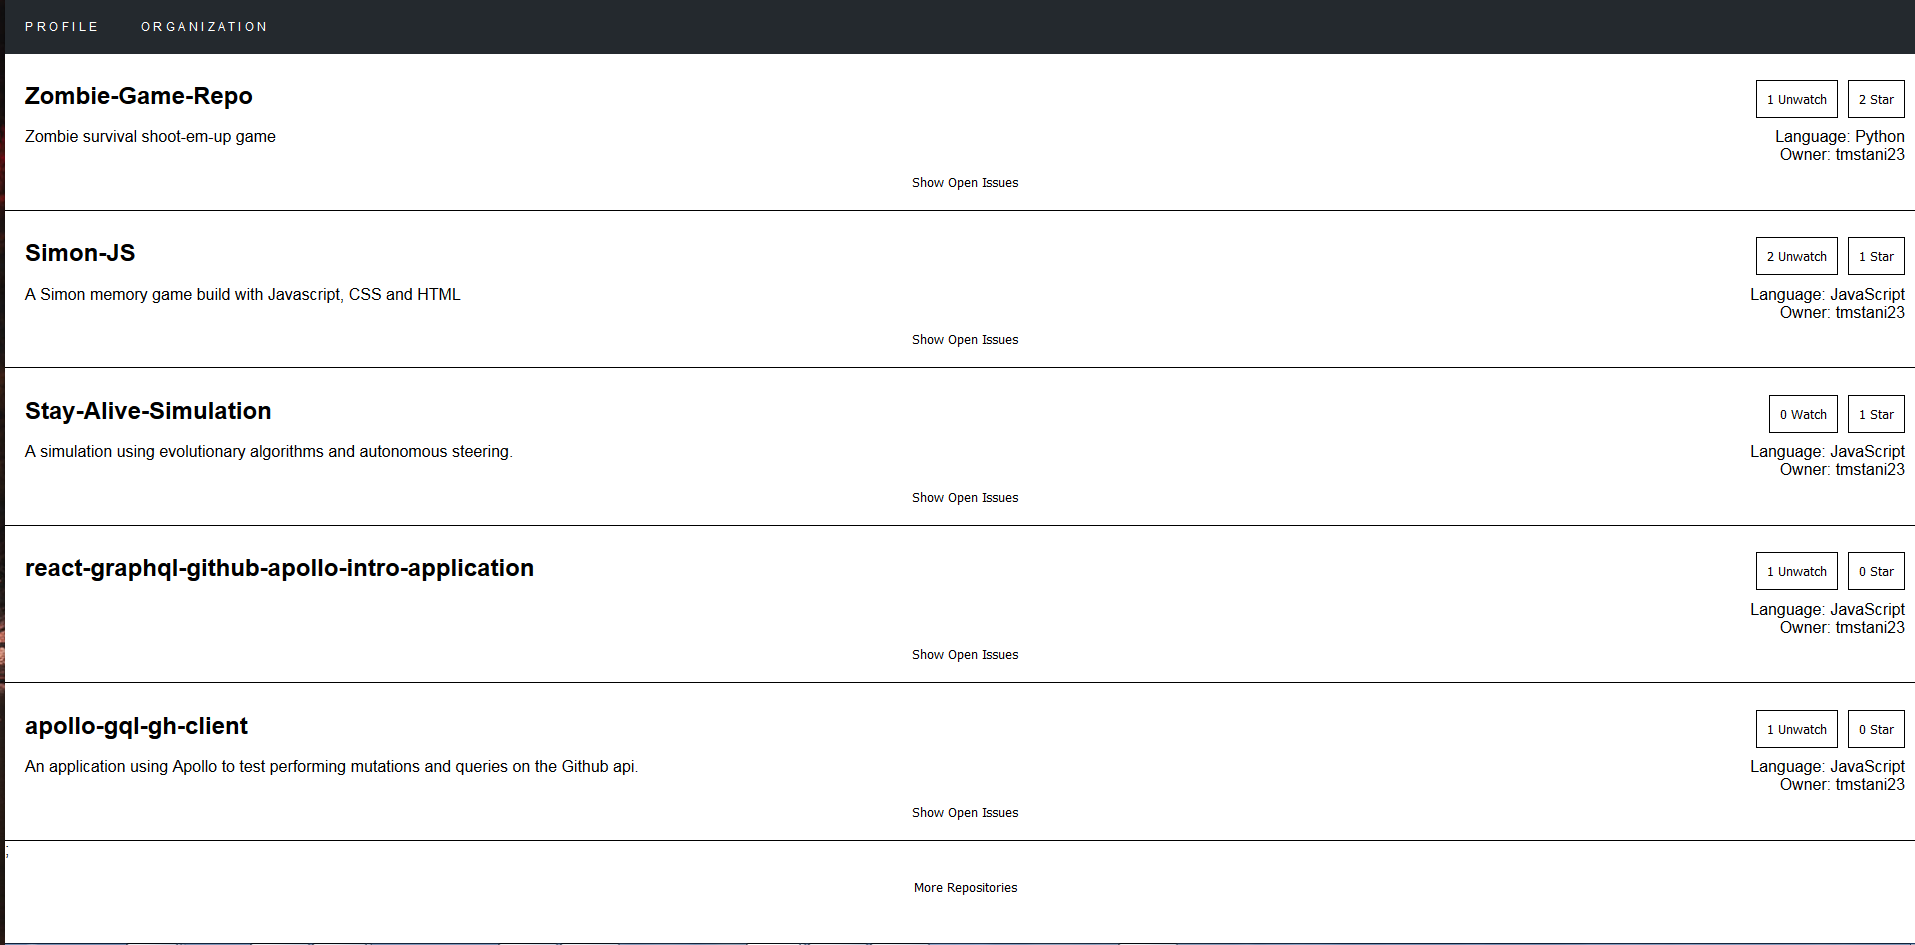 PROFILE ORGANIZATION
Zombie-Game-Repo 1 Unwatch 2 Star
Zombie survival shoot-em-up game Language: Python
Owner: tmstani23
Show Open Issues
Simon-JS 2 Unwatch 1 Star
A Simon memory game build with Javascript, CSS and HTML Language: JavaScript
Owner: tmstani23
Show Open Issues
Stay-Alive-Simulation 0 Watch 1 Star
A simulation using evolutionary algorithms and autonomous steering. Language: JavaScript
Owner: tmstani23
Show Open Issues
react-graphql-github-apollo-intro-application 1 Unwatch 0 Star
Language: JavaScript
Owner: tmstani23
Show Open Issues
apollo-gql-gh-client 1 Unwatch 0 Star
An application using Apollo to test performing mutations and queries on the Github api. Language: JavaScript
Owner: tmstani23
Show Open Issues
;
More Repositories